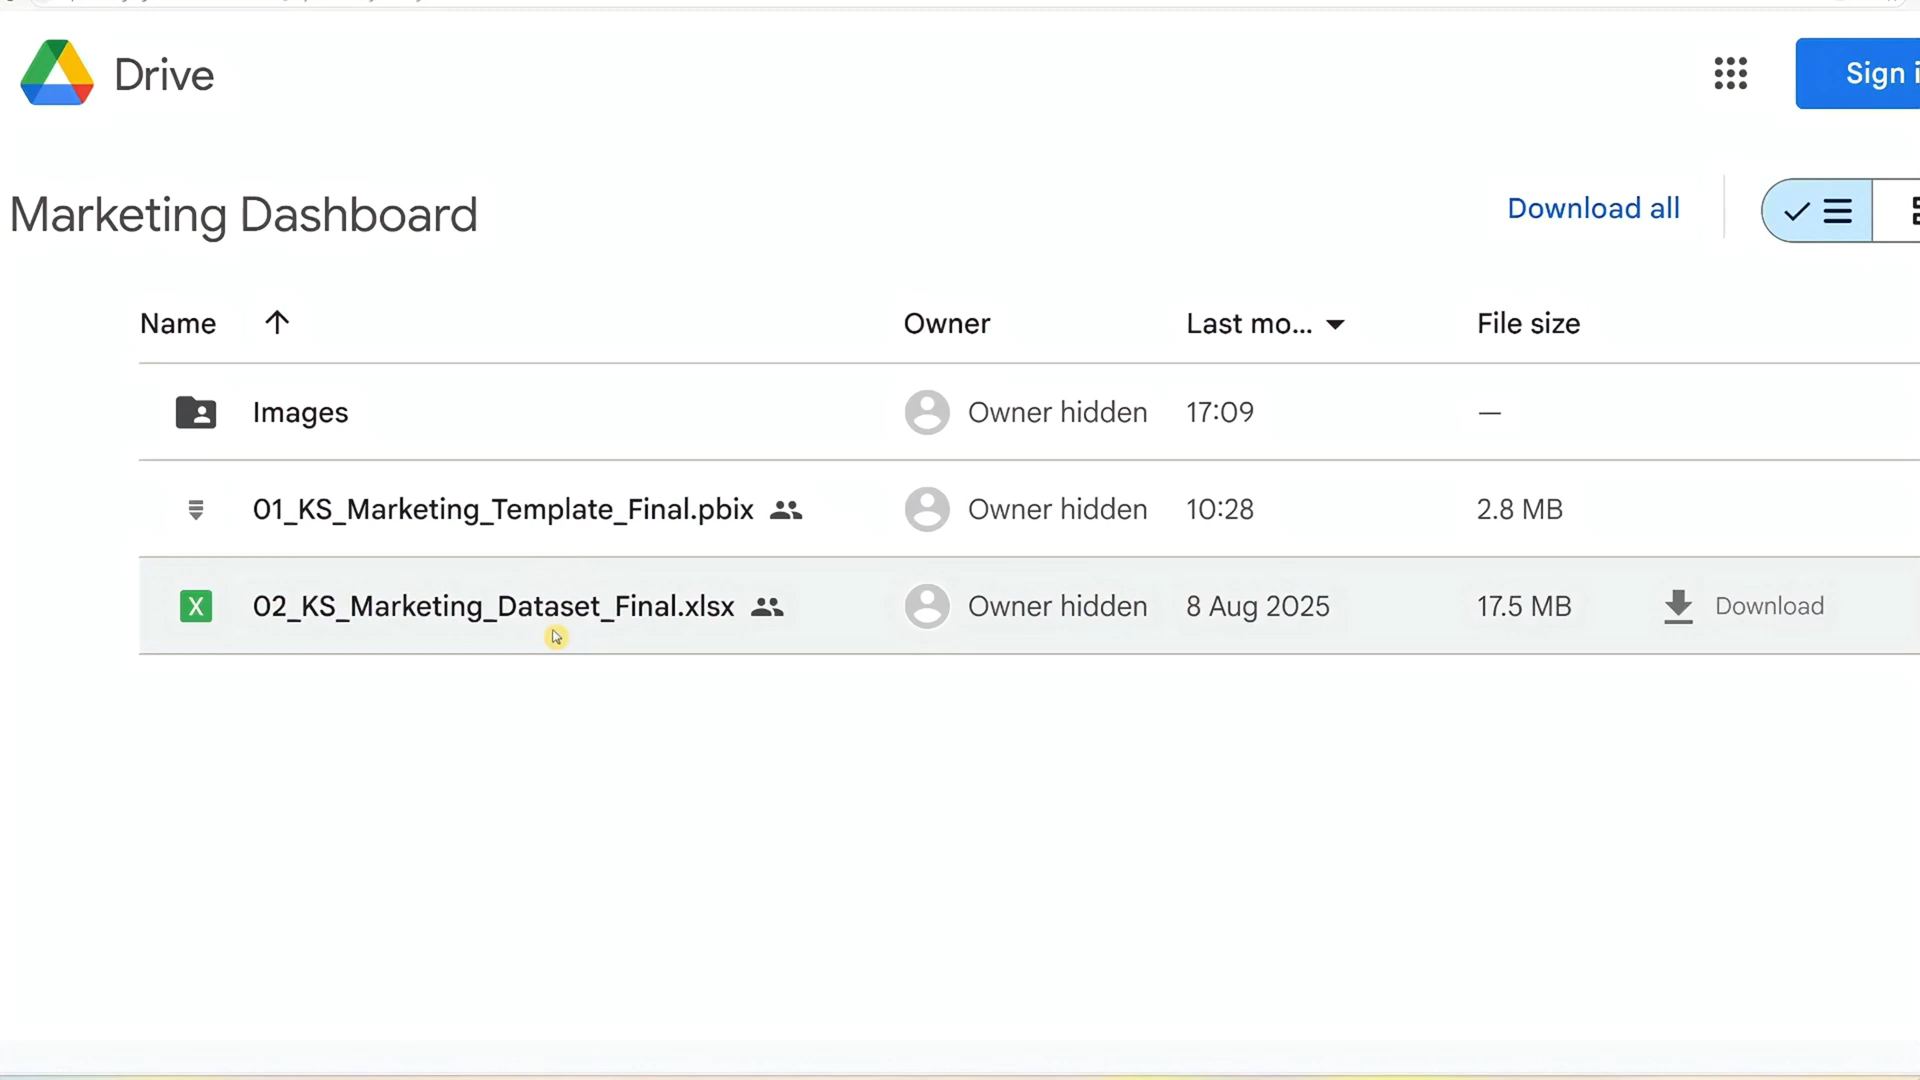 Drive
Sign i
Marketing Dashboard
Download all
Name Owner Last mo... File size
Images Owner hidden 17:09 —
01_KS_Marketing_Template_Final.pbix Owner hidden 10:28 2.8 MB
X 02_KS_Marketing_Dataset_Final.xlsx Owner hidden 8 Aug 2025 17.5 MB Download